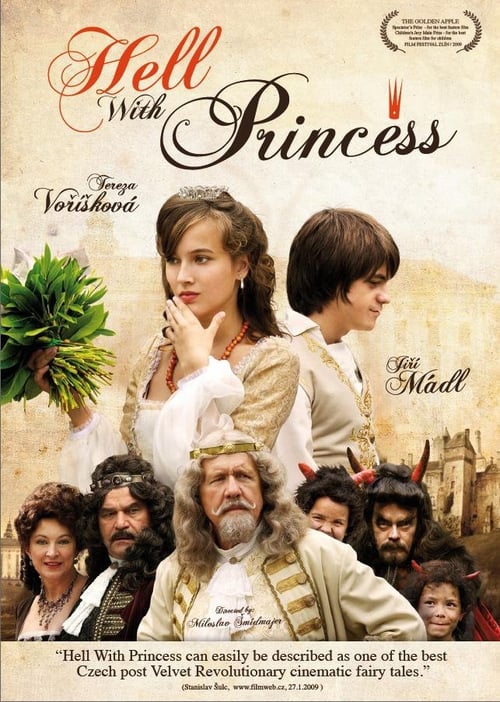 THE GOLDEN APPLE
Spectator's Prize - for the best feature film
Children's Jury Main Prize - for the best
feature film for children
FILM FESTIVAL ZLÍN / 2009
Hell
With
Princess
Tereza
Voříšková
Jiří
Mádl
Directed by:
Miloslav Šmídmajer
“Hell With Princess can easily be described as one of the best
Czech post Velvet Revolutionary cinematic fairy tales.”
(Stanislav Šulc, www.filmweb.cz, 27.1.2009 )